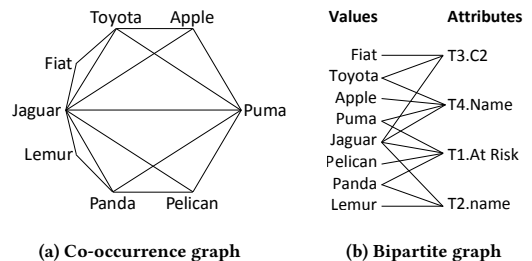 Toyota Apple
Fiat
Jaguar Puma
Lemur
Panda Pelican
(a) Co-occurrence graph
Values Attributes
Fiat T3.C2
Toyota
Apple T4.Name
Puma
Jaguar T1.At Risk
Pelican
Panda
Lemur T2.name
(b) Bipartite graph